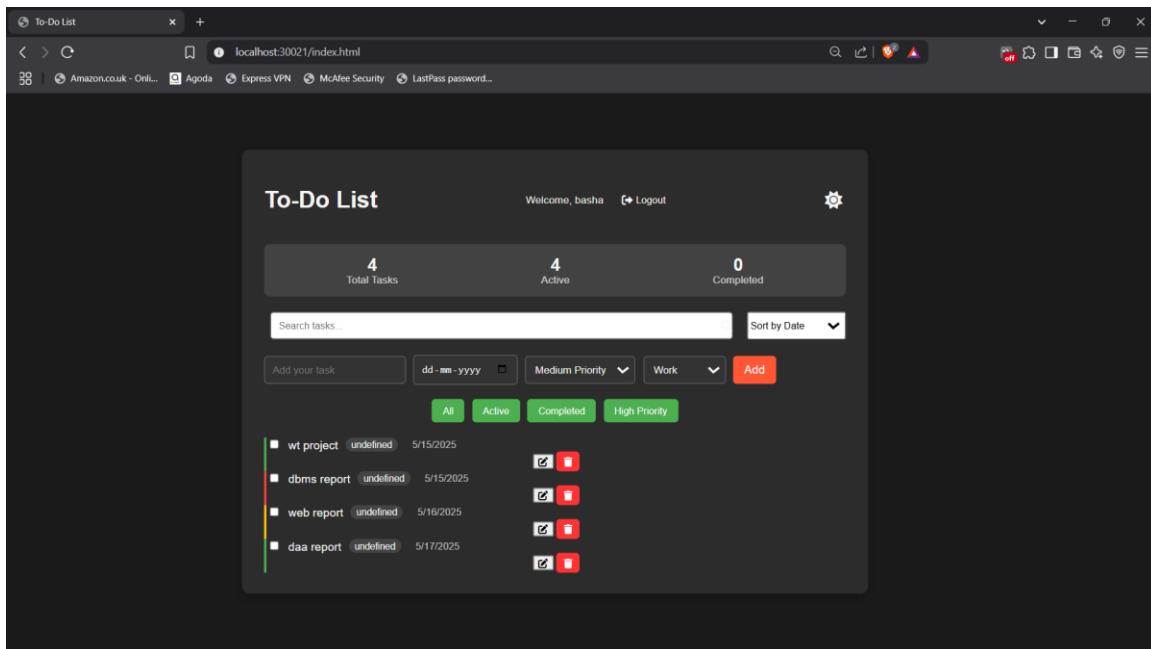 To-Do List
localhost:30021/index.html
Amazon.co.uk - Onli... Agoda Express VPN McAfee Security LastPass password...
off
To-Do List Welcome, basha Logout
4 4 0
Total Tasks Active Completed
Search tasks... Sort by Date
Add your task dd-mm-yyyy Medium Priority Work Add
All Active Completed High Priority
wt project undefined 5/15/2025
dbms report undefined 5/15/2025
web report undefined 5/16/2025
daa report undefined 5/17/2025